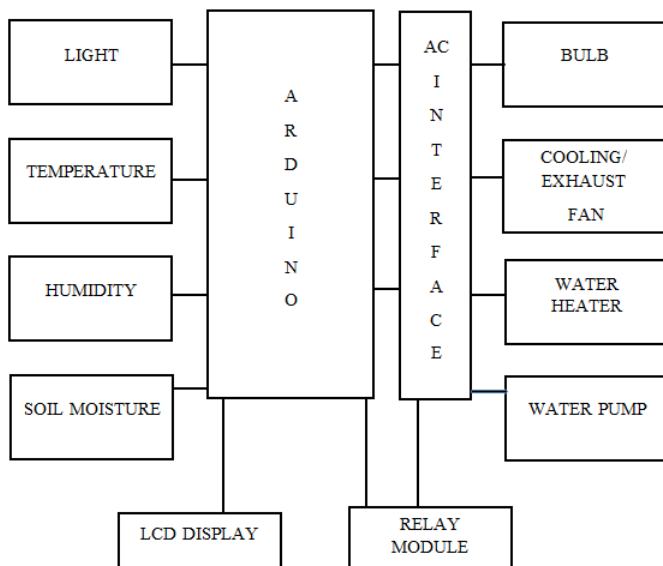 LIGHT
TEMPERATURE
HUMIDITY
SOIL MOISTURE
A
R
D
U
I
N
O
AC
I
N
T
E
R
F
A
C
E
BULB
COOLING/
EXHAUST
FAN
WATER
HEATER
WATER PUMP
LCD DISPLAY
RELAY
MODULE